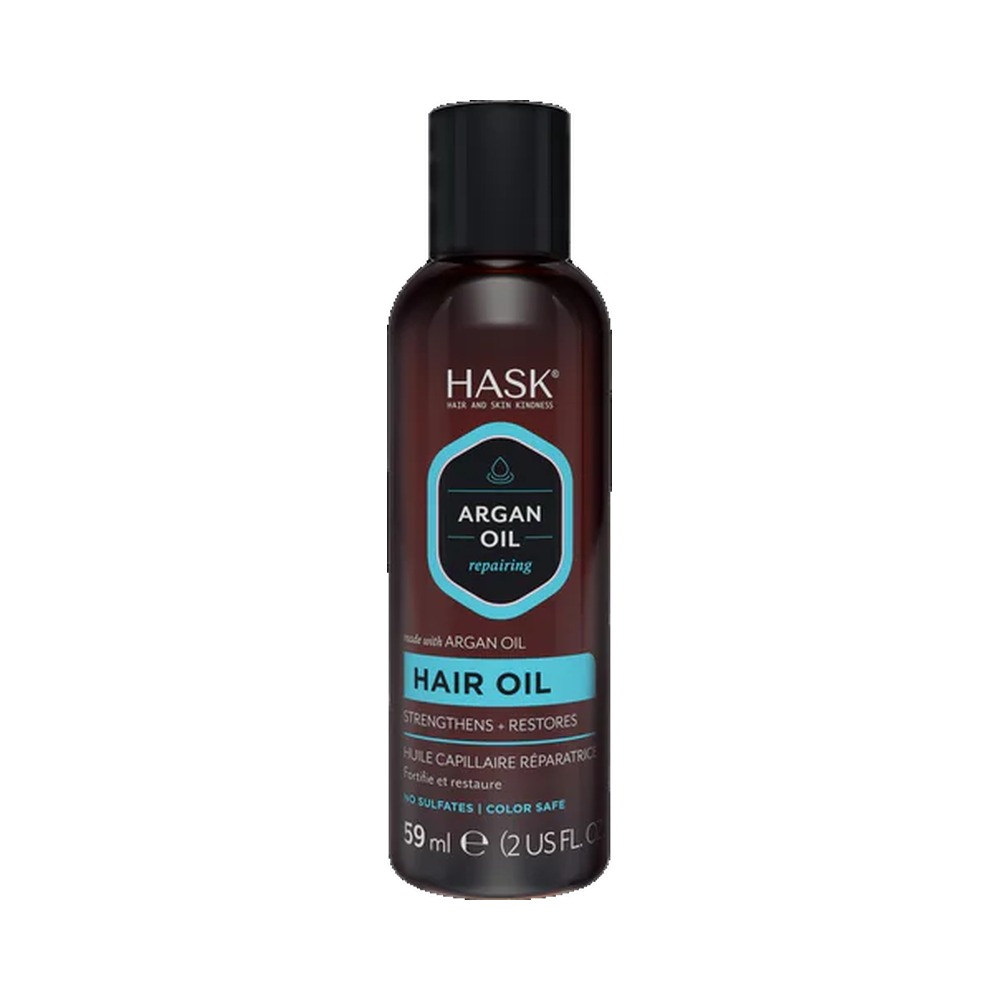 HASK®
HAIR AND SKIN KINDNESS
ARGAN
OIL
repairing
made with ARGAN OIL
HAIR OIL
STRENGTHENS + RESTORES
HUILE CAPILLAIRE RÉPARATRICE
Fortifie et restaure
NO SULFATES | COLOR SAFE
59 ml ℮ (2 US FL. OZ